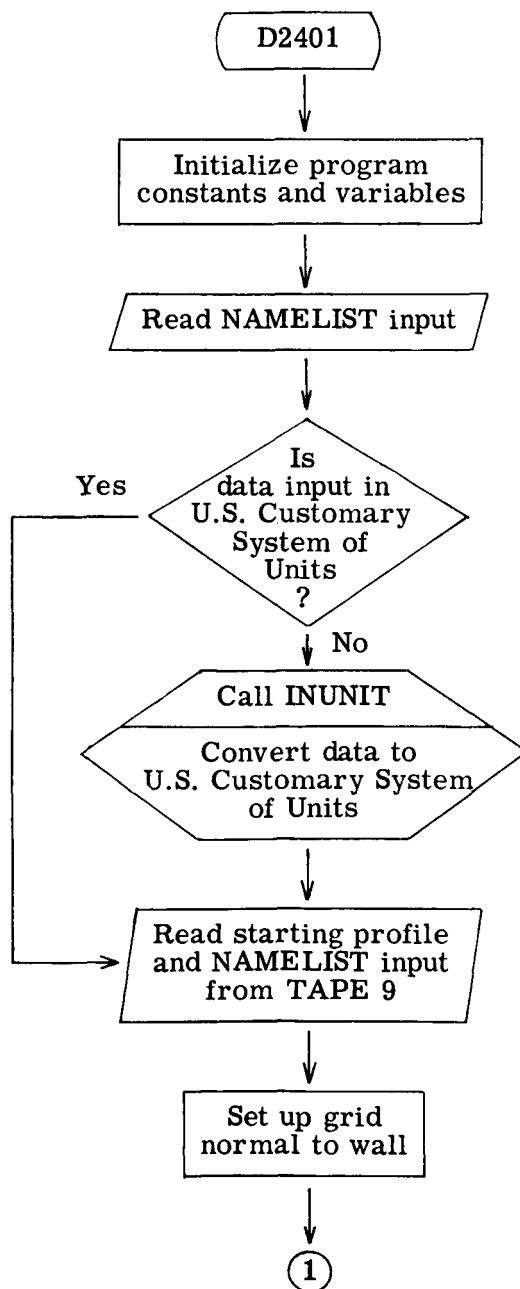 D2401
Initialize program
constants and variables
Read NAMELIST input
Is
data input in
U.S. Customary
System of
Units
?
Yes
No
Call INUNIT
Convert data to
U.S. Customary System
of Units
Read starting profile
and NAMELIST input
from TAPE 9
Set up grid
normal to wall
1